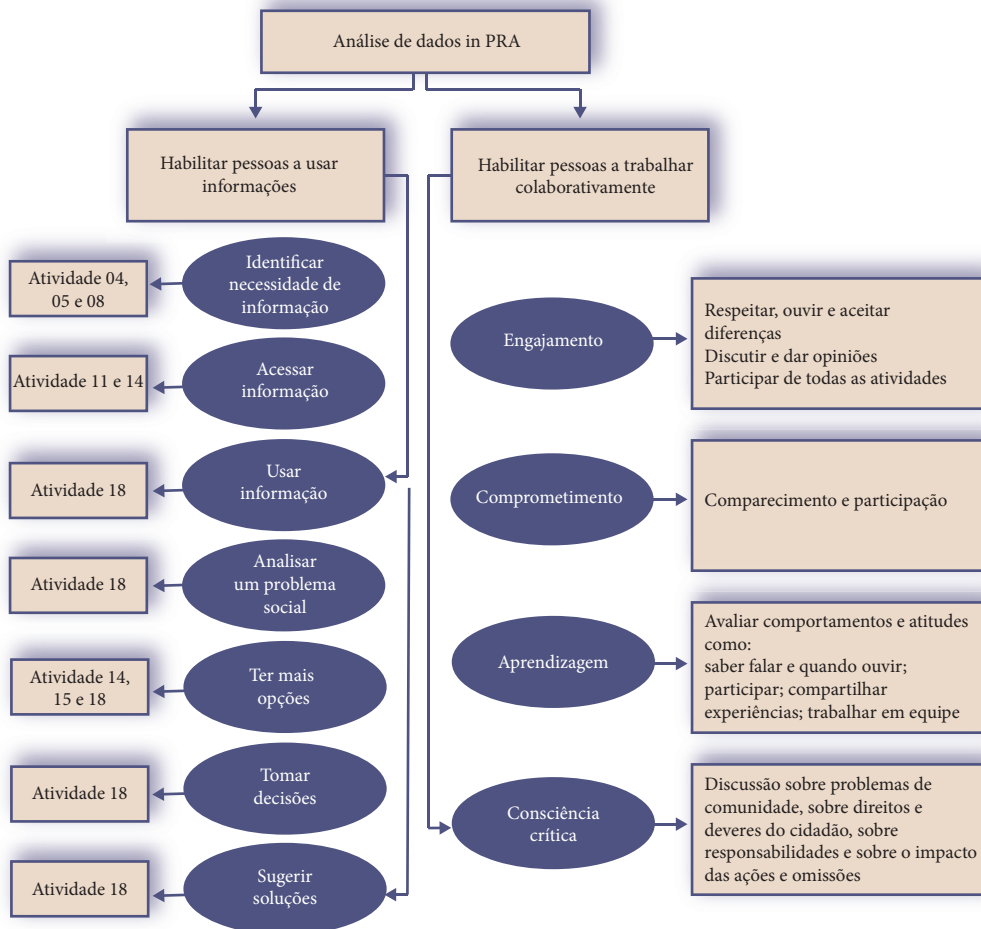 Análise de dados in PRA
Habilitar pessoas a usar
informações
Habilitar pessoas a trabalhar
colaborativamente
Identificar
necessidade de
informação
Atividade 04,
05 e 08
Acessar
informação
Atividade 11 e 14
Usar
informação
Atividade 18
Analisar
um problema
social
Atividade 18
Ter mais
opções
Atividade 14,
15 e 18
Tomar
decisões
Atividade 18
Sugerir
soluções
Atividade 18
Engajamento
Respeitar, ouvir e aceitar
diferenças
Discutir e dar opiniões
Participar de todas as atividades
Comprometimento
Comparecimento e participação
Aprendizagem
Avaliar comportamentos e atitudes
como:
saber falar e quando ouvir;
participar; compartilhar
experiências; trabalhar em equipe
Consciência
crítica
Discussão sobre problemas de
comunidade, sobre direitos e
deveres do cidadão, sobre
responsabilidades e sobre o impacto
das ações e omissões